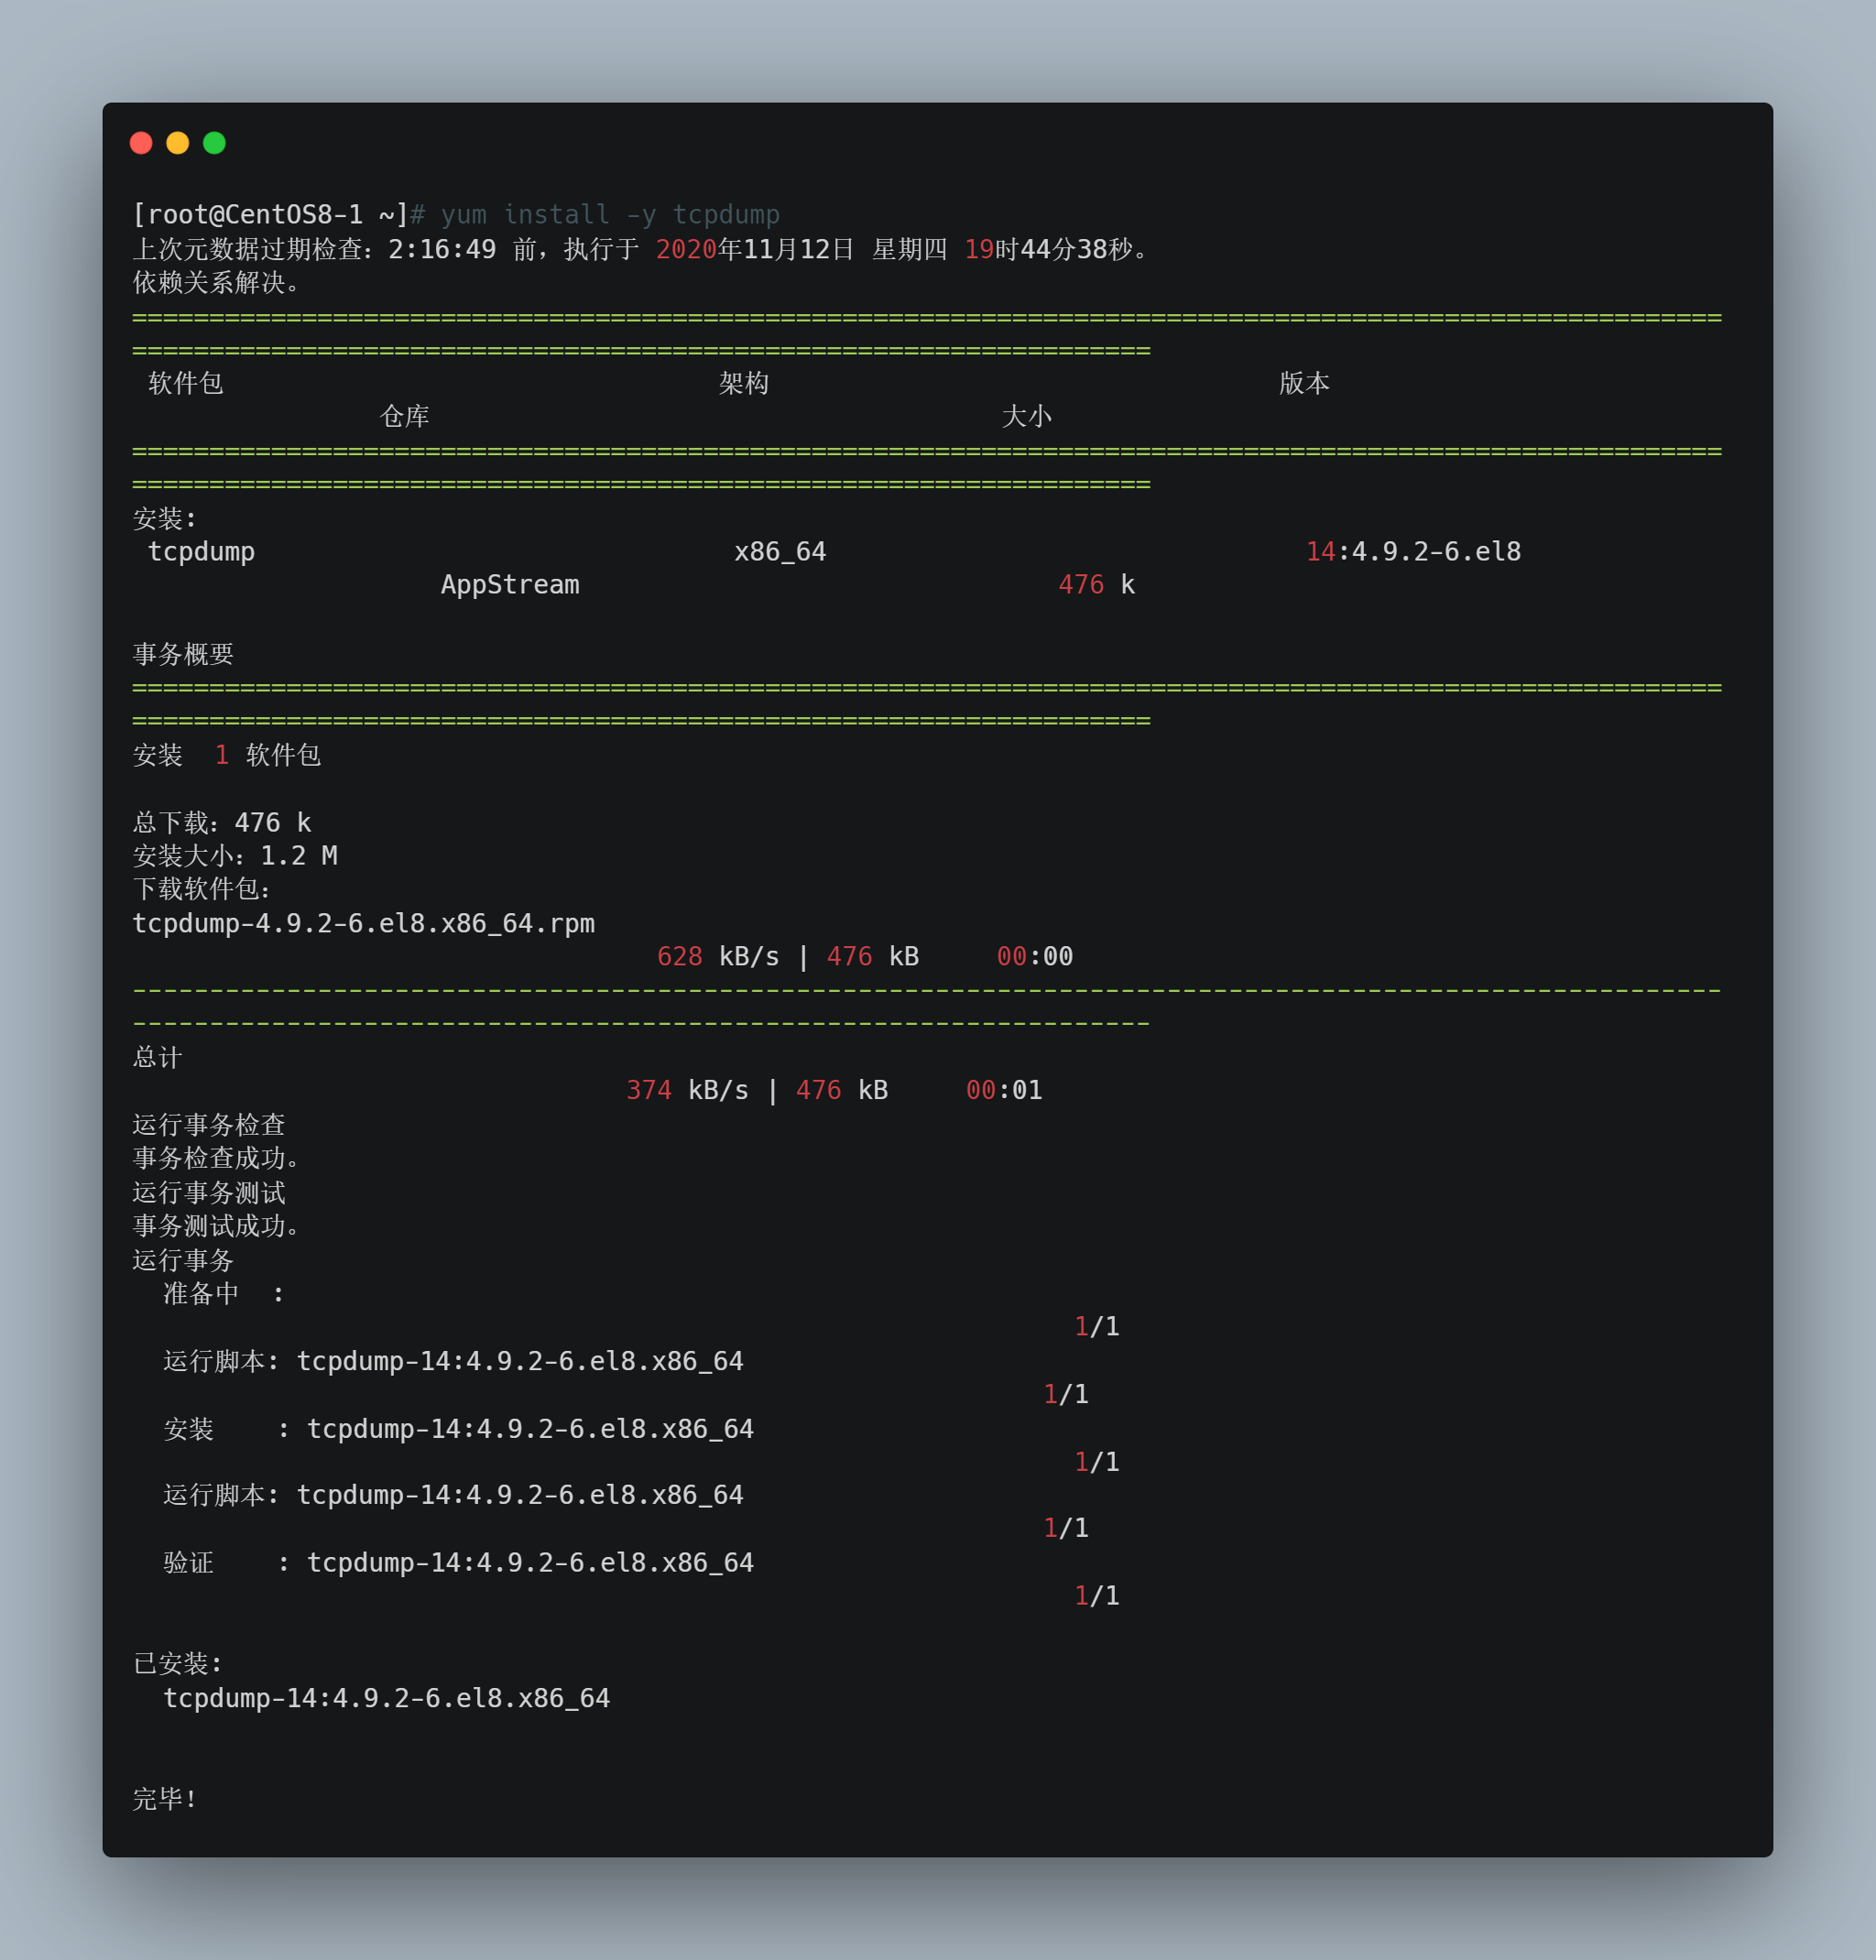 [root@CentOS8-1 ~]# yum install -y tcpdump
上次元数据过期检查：2:16:49 前，执行于 2020年11月12日 星期四 19时44分38秒。
依赖关系解决。
=======================================================================================================
==================================================================
软件包 架构 版本
仓库 大小
=======================================================================================================
==================================================================
安装:
tcpdump x86_64 14:4.9.2-6.el8
AppStream 476 k
事务概要
=======================================================================================================
==================================================================
安装  1 软件包
总下载：476 k
安装大小：1.2 M
下载软件包：
tcpdump-4.9.2-6.el8.x86_64.rpm
628 kB/s | 476 kB     00:00
-------------------------------------------------------------------------------------------------------
------------------------------------------------------------------
总计
374 kB/s | 476 kB     00:01
运行事务检查
事务检查成功。
运行事务测试
事务测试成功。
运行事务
准备中  :
1/1
运行脚本: tcpdump-14:4.9.2-6.el8.x86_64
1/1
安装    : tcpdump-14:4.9.2-6.el8.x86_64
1/1
运行脚本: tcpdump-14:4.9.2-6.el8.x86_64
1/1
验证    : tcpdump-14:4.9.2-6.el8.x86_64
1/1
已安装:
tcpdump-14:4.9.2-6.el8.x86_64
完毕！